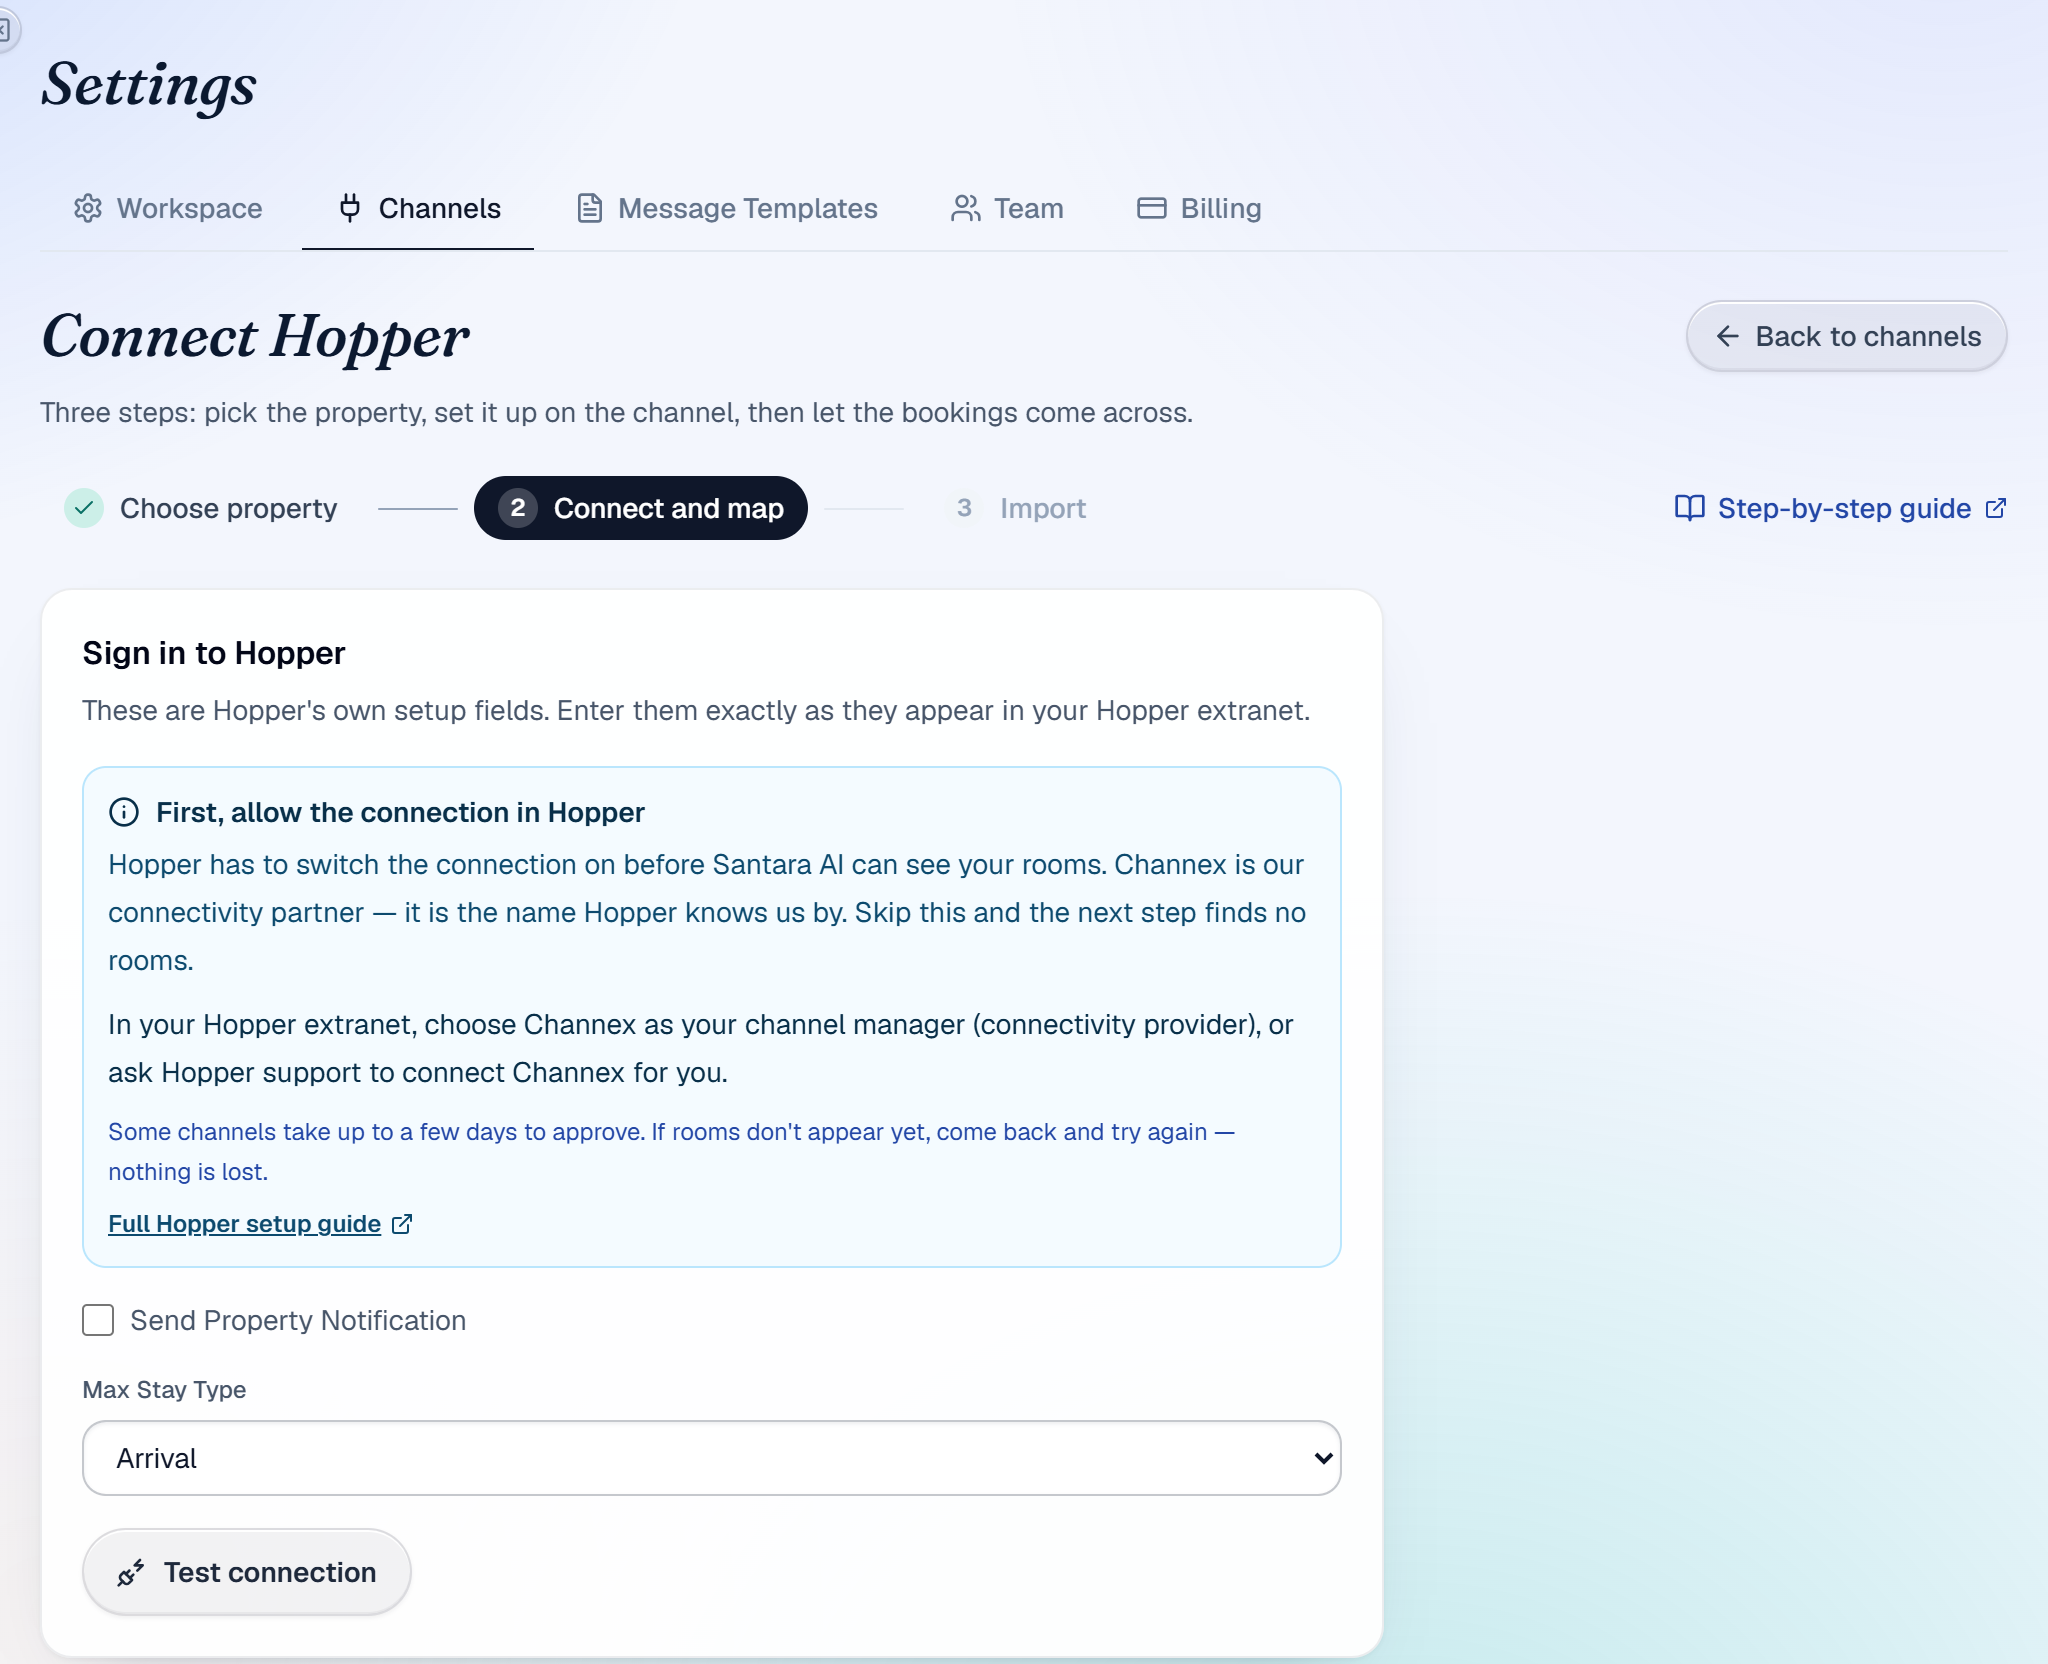 Settings
Workspace
Channels
Message Templates
Team
Billing
Connect Hopper
Back to channels
Three steps: pick the property, set it up on the channel, then let the bookings come across.
Choose property
2 Connect and map
3 Import
Step-by-step guide
Sign in to Hopper
These are Hopper's own setup fields. Enter them exactly as they appear in your Hopper extranet.
First, allow the connection in Hopper
Hopper has to switch the connection on before Santara AI can see your rooms. Channex is our
connectivity partner — it is the name Hopper knows us by. Skip this and the next step finds no
rooms.
In your Hopper extranet, choose Channex as your channel manager (connectivity provider), or
ask Hopper support to connect Channex for you.
Some channels take up to a few days to approve. If rooms don't appear yet, come back and try again —
nothing is lost.
Full Hopper setup guide
Send Property Notification
Max Stay Type
Arrival
Test connection